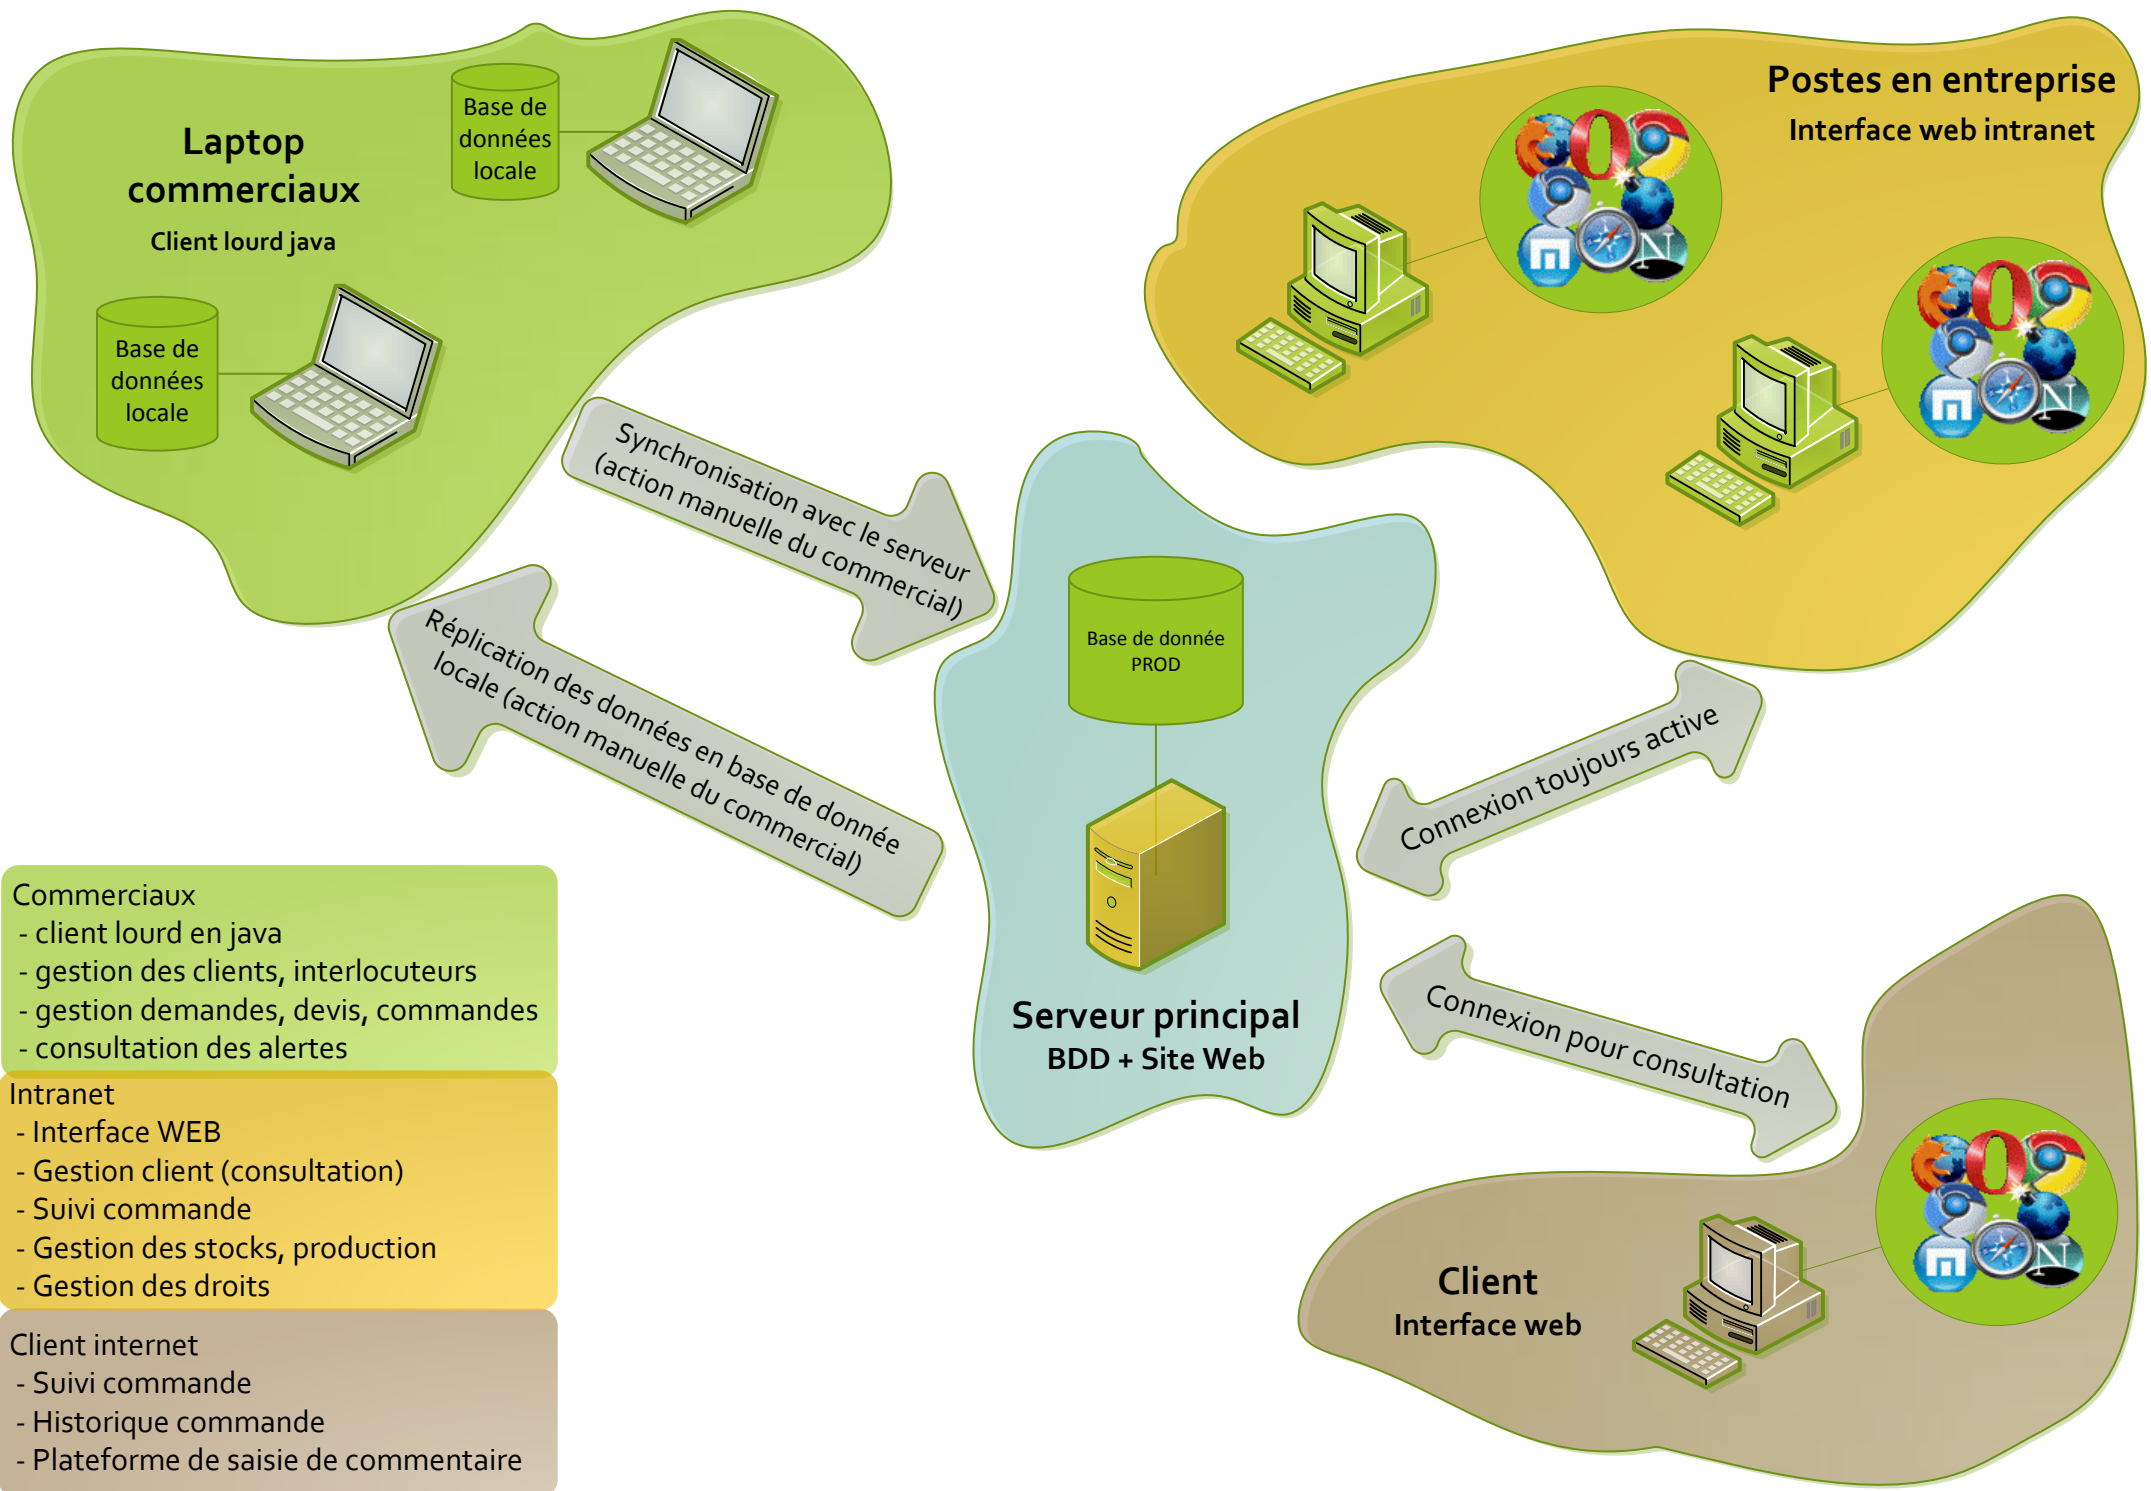 Laptop
commerciaux
Client lourd java
Base de
données
locale
Base de
données
locale
Postes en entreprise
Interface web intranet
N
N
Synchronisation avec le serveur
(action manuelle du commercial)
Réplication des données en base de donnée
locale (action manuelle du commercial)
Base de donnée
PROD
Serveur principal
BDD + Site Web
Connexion toujours active
Connexion pour consultation
Client
Interface web
N
Commerciaux
- client lourd en java
- gestion des clients, interlocuteurs
- gestion demandes, devis, commandes
- consultation des alertes
Intranet
- Interface WEB
- Gestion client (consultation)
- Suivi commande
- Gestion des stocks, production
- Gestion des droits
Client internet
- Suivi commande
- Historique commande
- Plateforme de saisie de commentaire